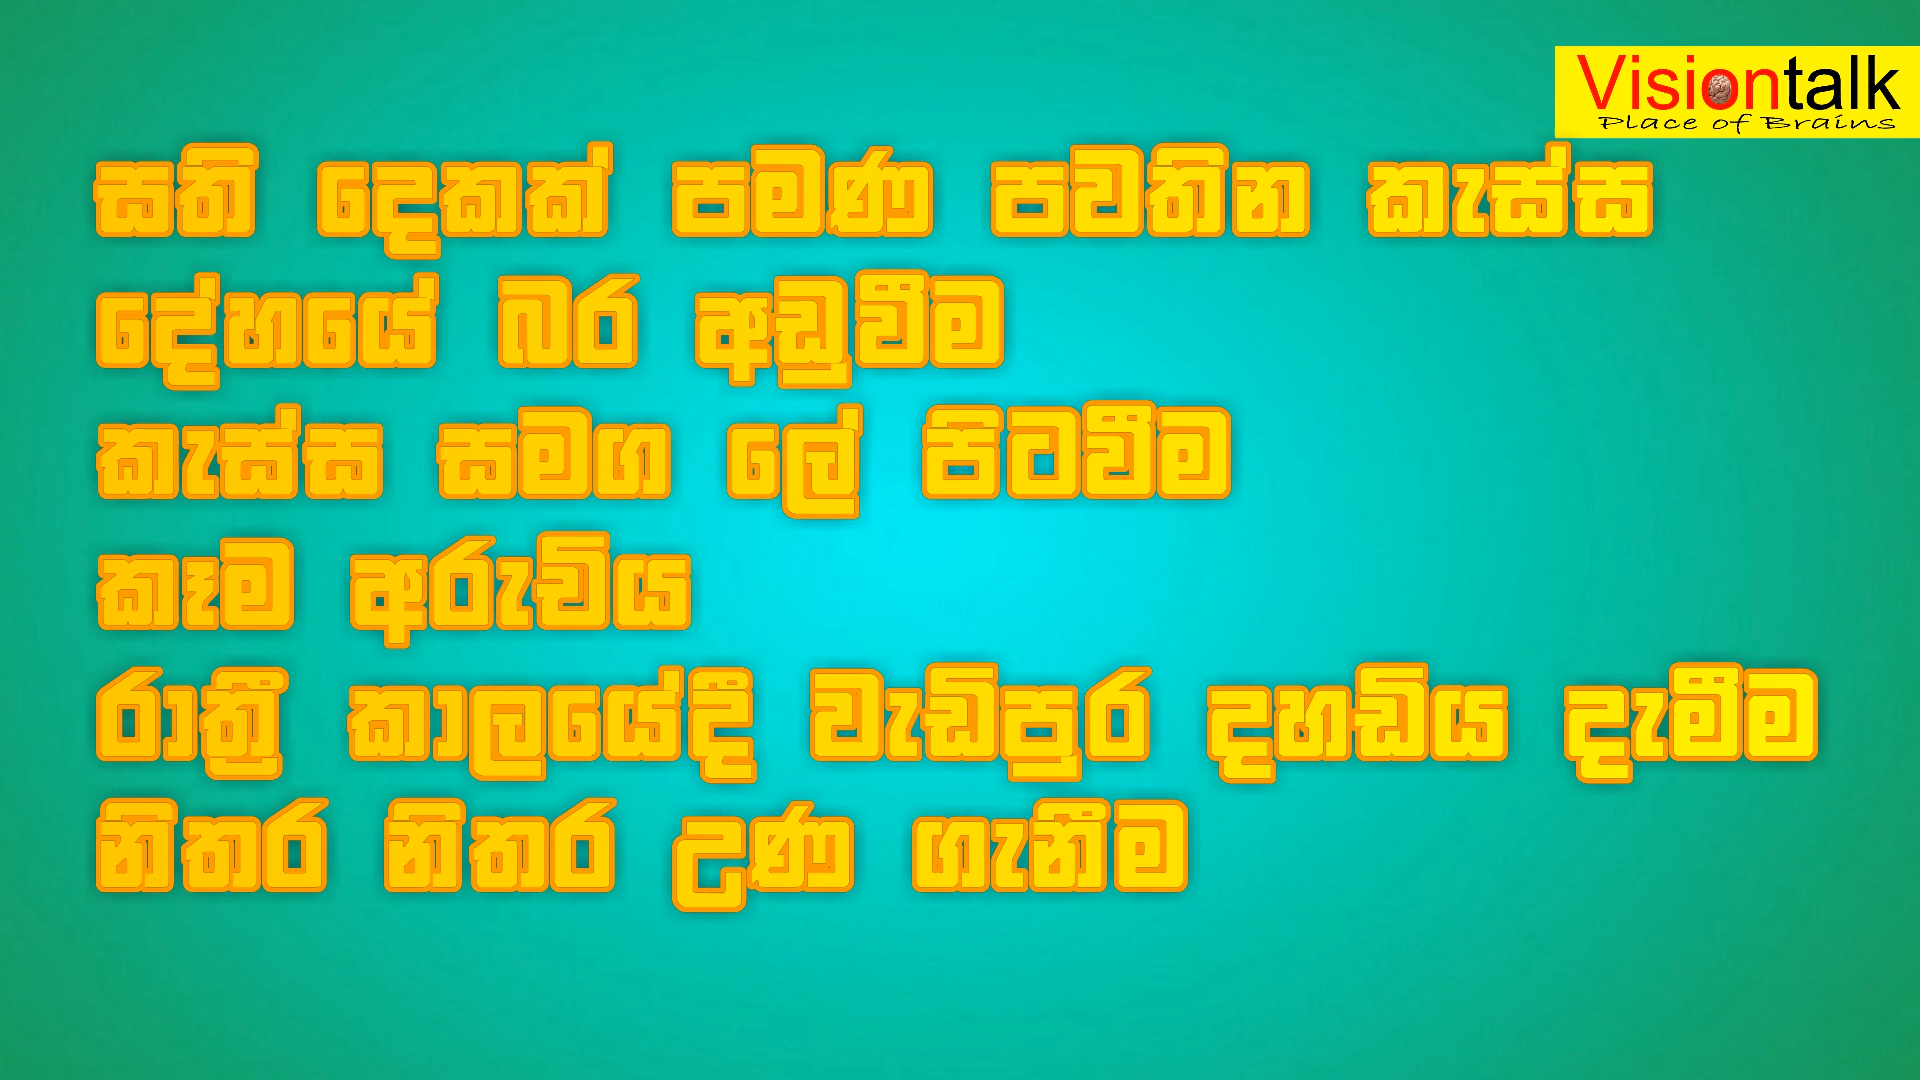 Visiontalk
Place of Brains
සති දෙකක් පමණ පවතින කැස්ස
දේහයේ බර අඩුවීම
කැස්ස සමග ලේ පිටවීම
කෑම අරුචිය
රාත්‍රී කාලයේදී වැඩිපුර දහඩිය දැමීම
නිතර නිතර උණ ගැනීම